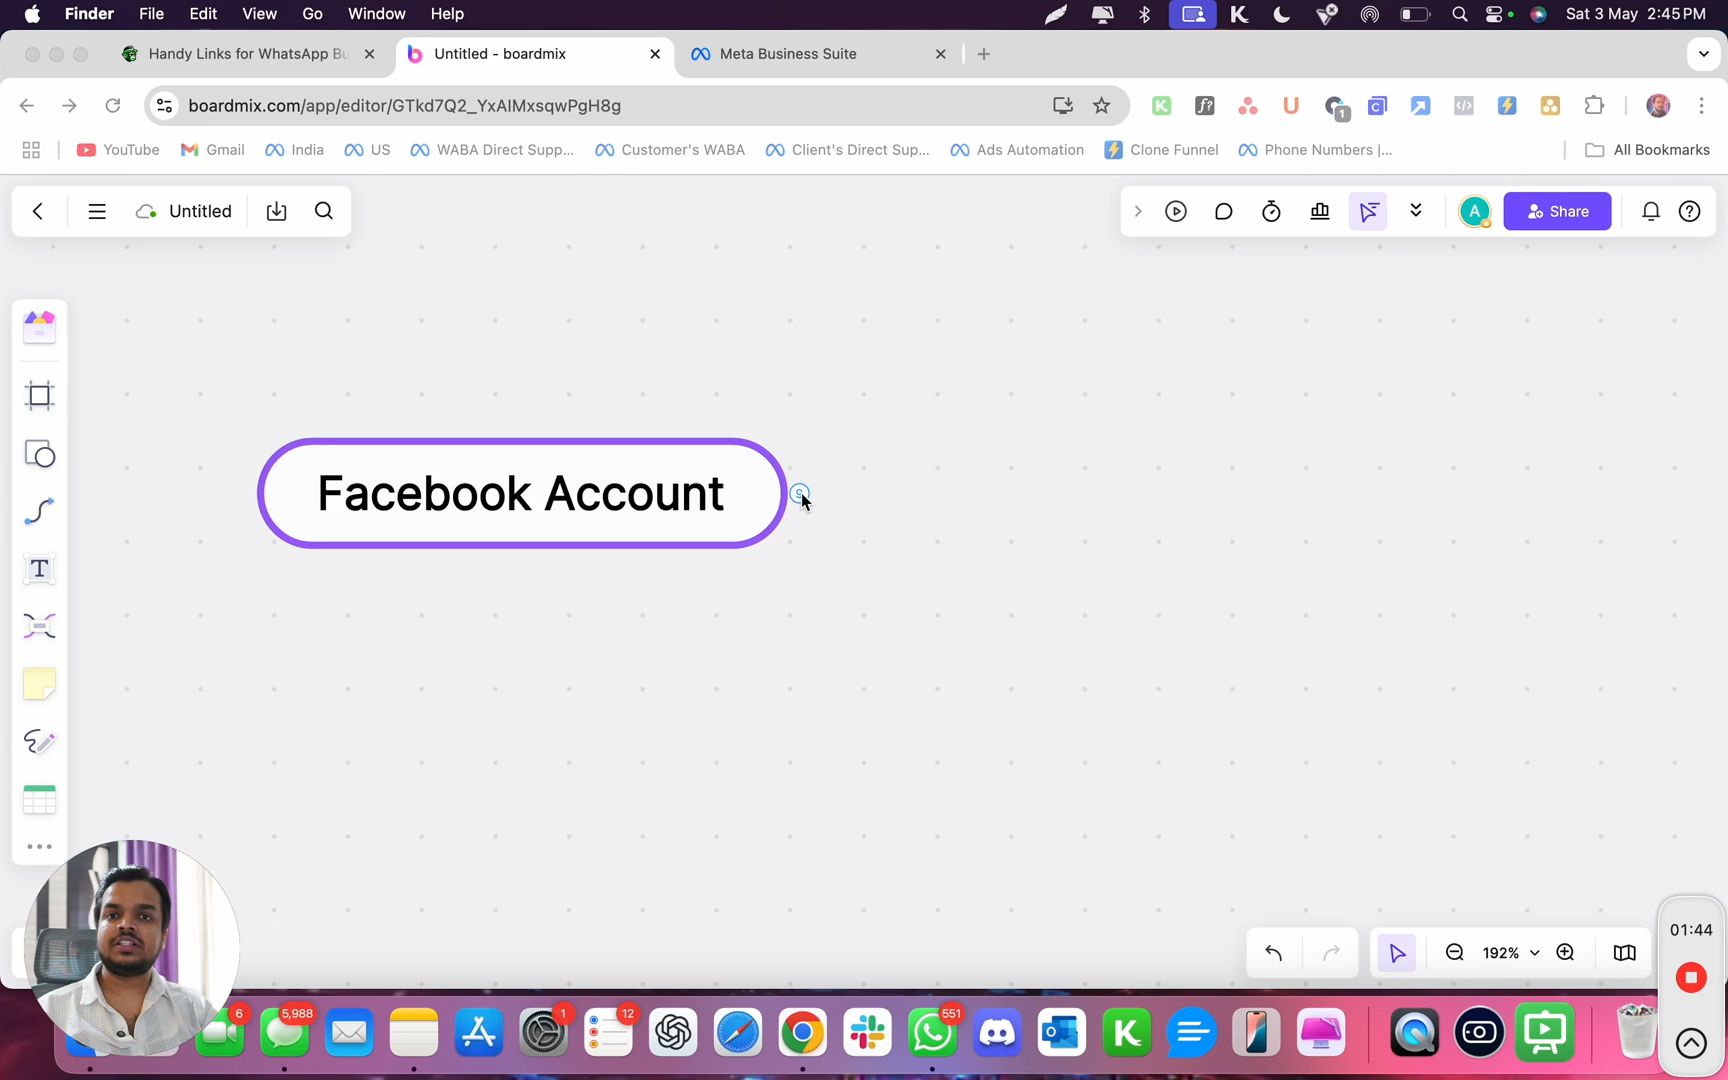 Finder File Edit View Go Window Help
Sat 3 May 2:45 PM
Handy Links for WhatsApp Bu
Untitled - boardmix
Meta Business Suite
boardmix.com/app/editor/GTkd7Q2_YxAIMxsqwPgH8g
1
YouTube Gmail India US WABA Direct Supp... Customer's WABA Client's Direct Sup... Ads Automation Clone Funnel Phone Numbers |... All Bookmarks
Untitled
A
Share
Facebook Account
01:44
192%
6
5,988
1
12
551